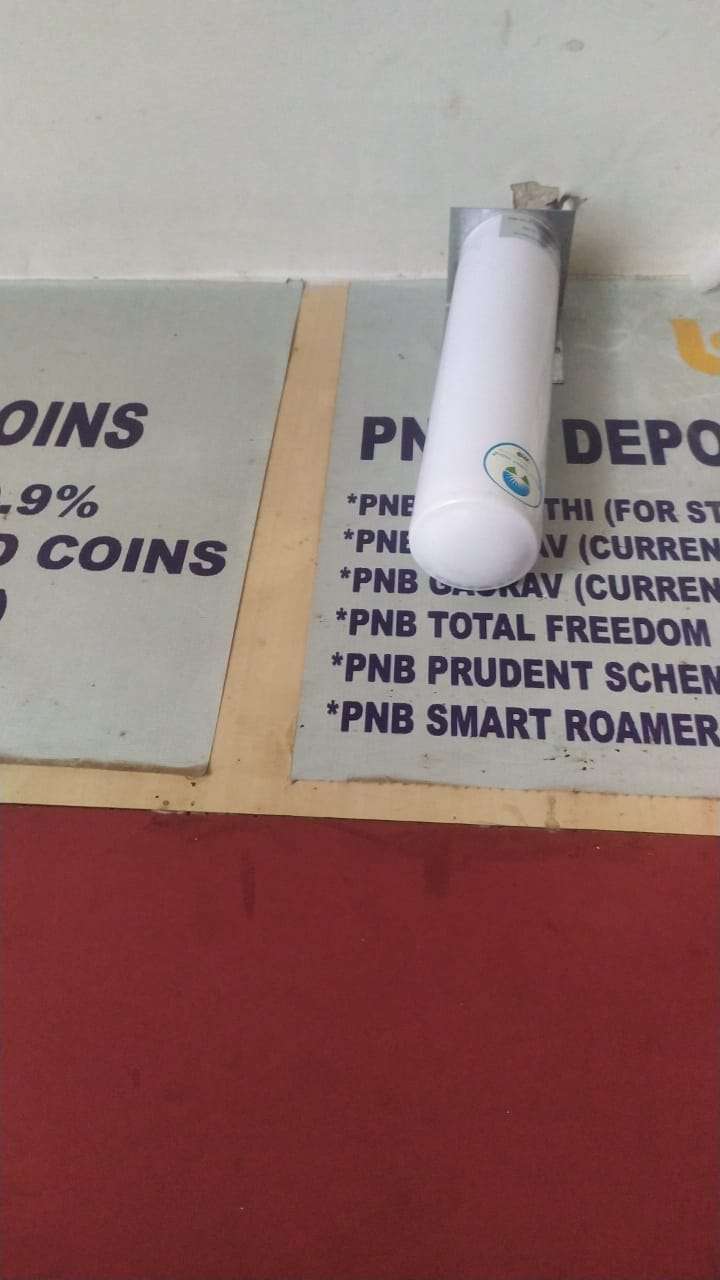 OINS
.9%
D COINS
)
PN DEPO
*PNB THI (FOR ST
*PNB AV (CURREN
*PNB GAURAV (CURREN
*PNB TOTAL FREEDOM
*PNB PRUDENT SCHEM
*PNB SMART ROAMER